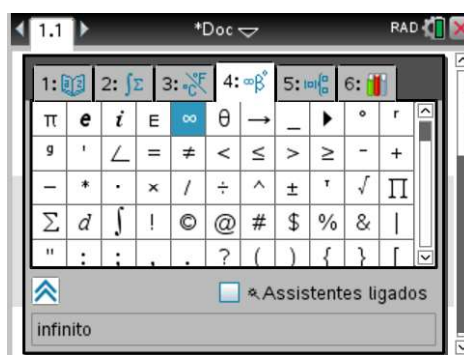 1.1 *Doc RAD
1: 2: ∫Σ 3: °C °F 4: ∞β° 5: 6:
π e i E ∞ θ → _ ▶ ° r
g ' ∠ = ≠ < ≤ > ≥ − +
− * · × / ÷ ^ ± ᵀ √ ∏
Σ d ∫ ! © @ # $ % & |
" : ; , . ? ( ) { } [
Assistentes ligados
infinito